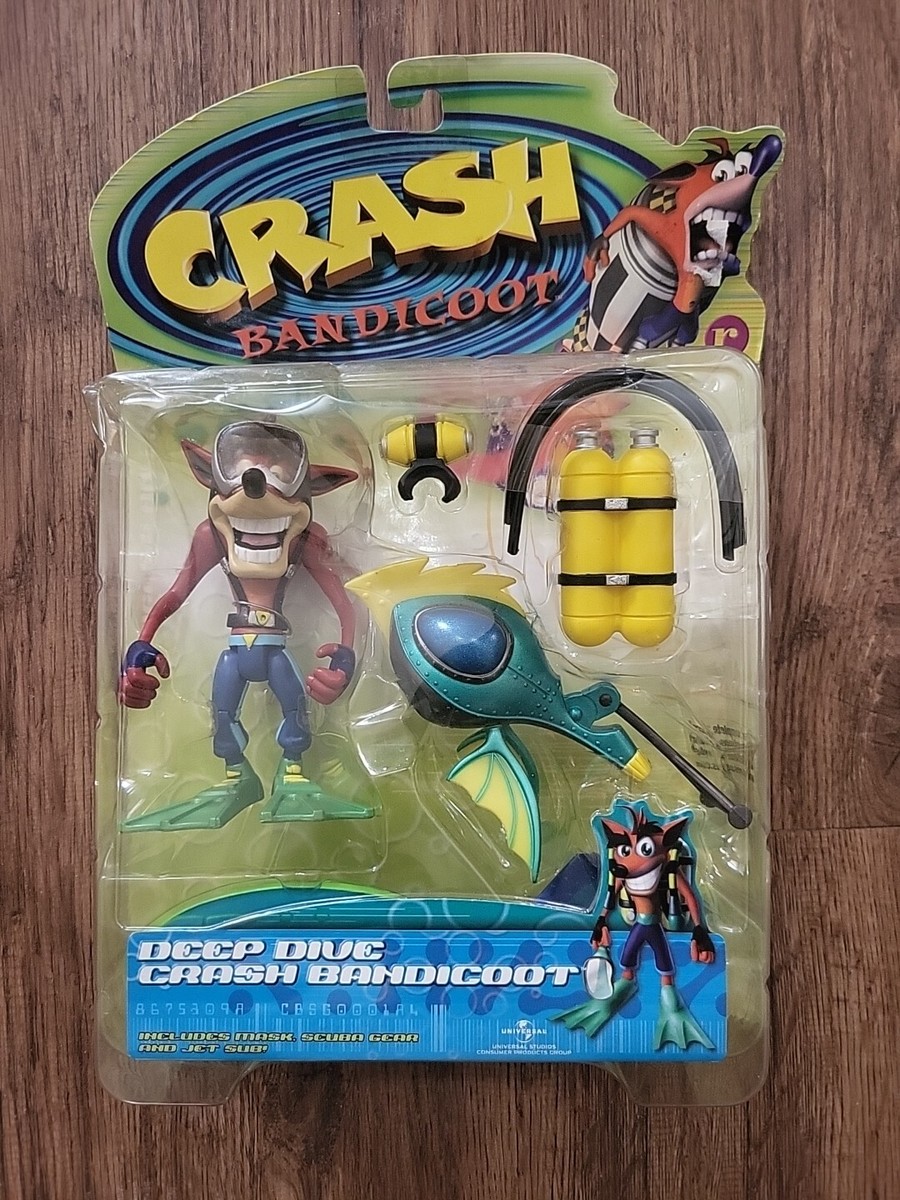 CRASH
BANDICOOT
r
DEEP DIVE
CRASH BANDICOOT
INCLUDES MASK, SCUBA GEAR
AND JET SUB!
UNIVERSAL
UNIVERSAL STUDIOS
CONSUMER PRODUCTS GROUP